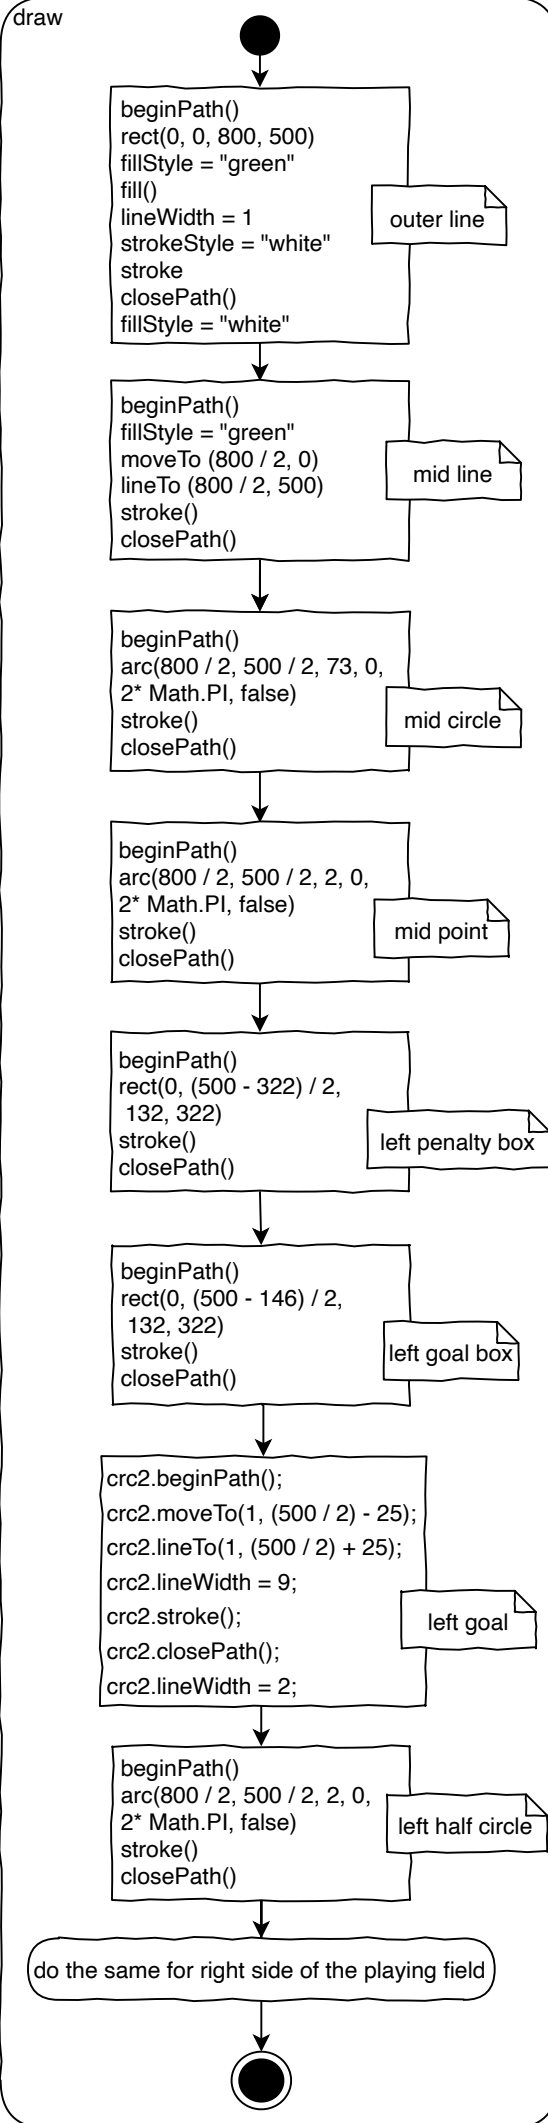 draw
beginPath()
rect(0, 0, 800, 500)
fillStyle = "green"
fill()
lineWidth = 1
strokeStyle = "white"
stroke
closePath()
fillStyle = "white"
outer line
beginPath()
fillStyle = "green"
moveTo (800 / 2, 0)
lineTo (800 / 2, 500)
stroke()
closePath()
mid line
beginPath()
arc(800 / 2, 500 / 2, 73, 0,
2* Math.PI, false)
stroke()
closePath()
mid circle
beginPath()
arc(800 / 2, 500 / 2, 2, 0,
2* Math.PI, false)
stroke()
closePath()
mid point
beginPath()
rect(0, (500 - 322) / 2,
132, 322)
stroke()
closePath()
left penalty box
beginPath()
rect(0, (500 - 146) / 2,
132, 322)
stroke()
closePath()
left goal box
crc2.beginPath();
crc2.moveTo(1, (500 / 2) - 25);
crc2.lineTo(1, (500 / 2) + 25);
crc2.lineWidth = 9;
crc2.stroke();
crc2.closePath();
crc2.lineWidth = 2;
left goal
beginPath()
arc(800 / 2, 500 / 2, 2, 0,
2* Math.PI, false)
stroke()
closePath()
left half circle
do the same for right side of the playing field